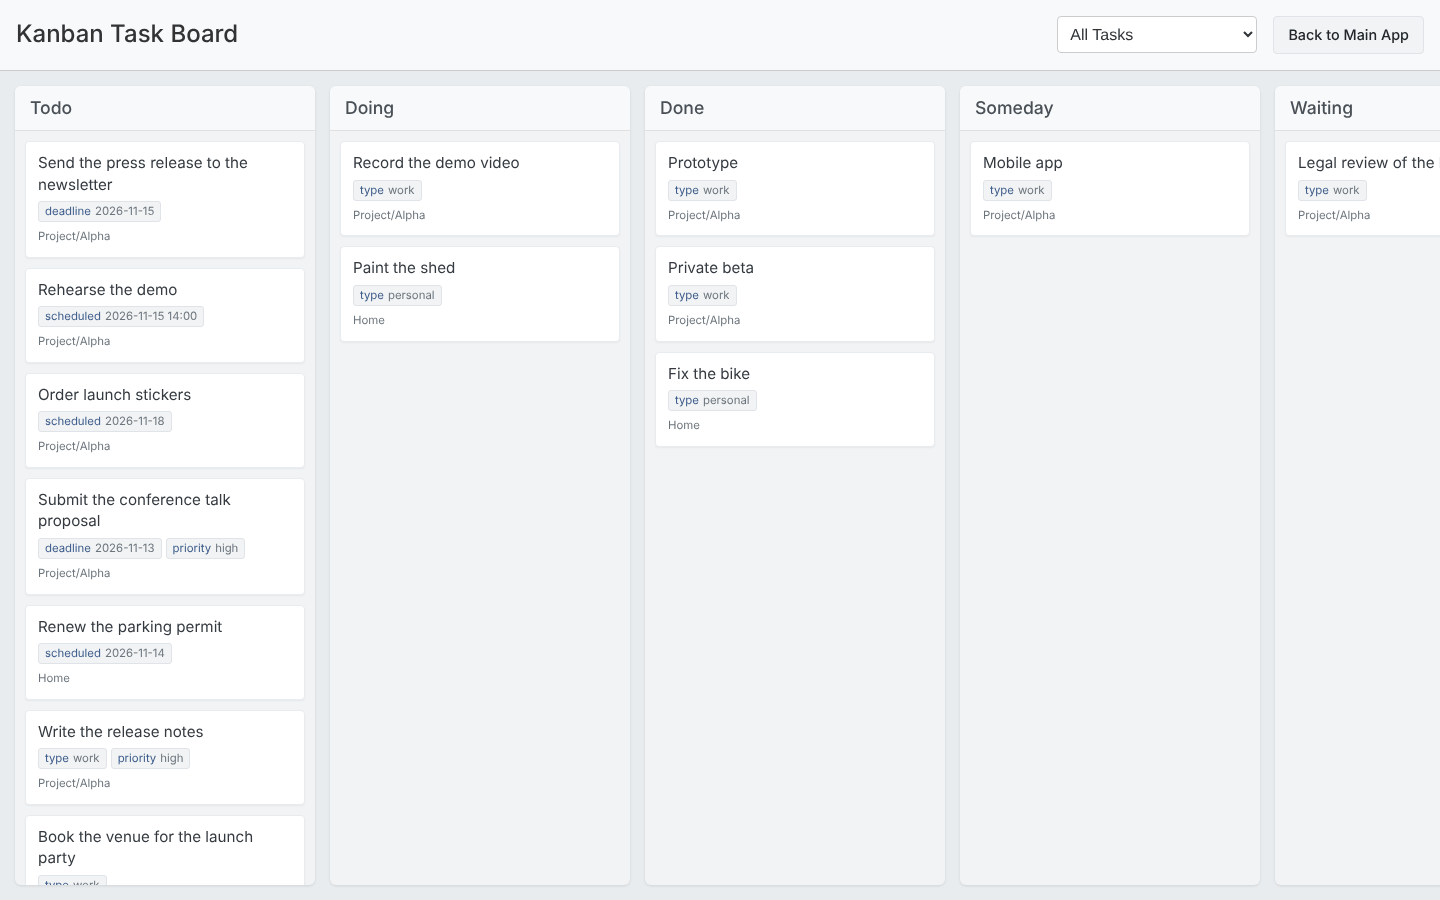 Kanban Task Board
All Tasks
Back to Main App
Todo
Send the press release to the
newsletter
deadline 2026-11-15
Project/Alpha
Rehearse the demo
scheduled 2026-11-15 14:00
Project/Alpha
Order launch stickers
scheduled 2026-11-18
Project/Alpha
Submit the conference talk
proposal
deadline 2026-11-13 priority high
Project/Alpha
Renew the parking permit
scheduled 2026-11-14
Home
Write the release notes
type work priority high
Project/Alpha
Book the venue for the launch
party
type work
Doing
Record the demo video
type work
Project/Alpha
Paint the shed
type personal
Home
Done
Prototype
type work
Project/Alpha
Private beta
type work
Project/Alpha
Fix the bike
type personal
Home
Someday
Mobile app
type work
Project/Alpha
Waiting
Legal review of the
type work
Project/Alpha